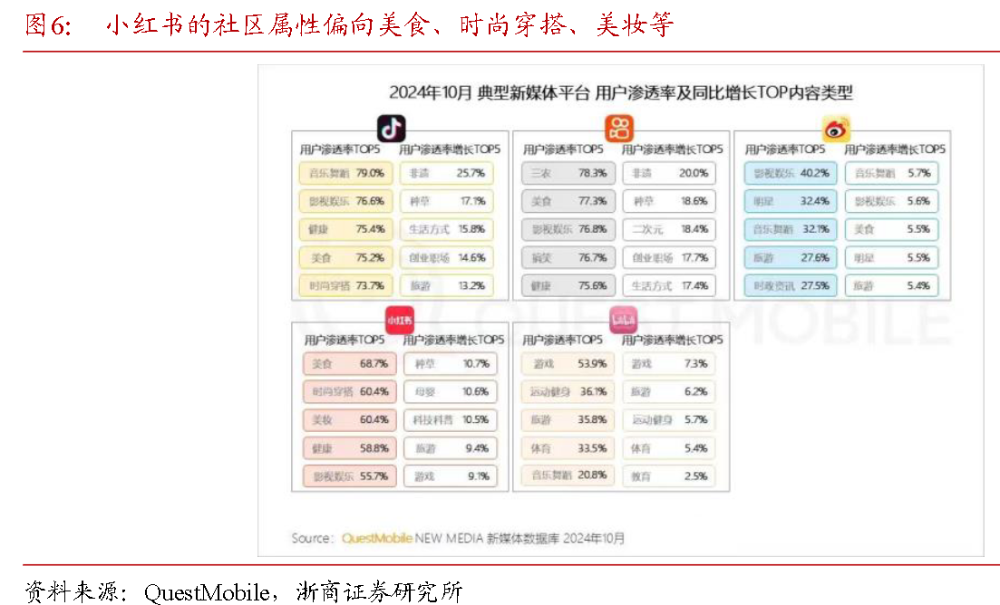 图6： 小红书的社区属性偏向美食、时尚穿搭、美妆等
2024年10月 典型新媒体平台 用户渗透率及同比增长TOP内容类型
用户渗透率TOP5 用户渗透率增长TOP5
音乐舞蹈 79.0% 非遗 25.7%
影视娱乐 76.6% 种草 17.1%
健康 75.4% 生活方式 15.8%
美食 75.2% 创业职场 14.6%
时尚穿搭 73.7% 旅游 13.2%
用户渗透率TOP5 用户渗透率增长TOP5
三农 78.3% 非遗 20.0%
美食 77.3% 种草 18.6%
影视娱乐 76.8% 二次元 18.4%
搞笑 76.7% 创业职场 17.7%
健康 75.6% 生活方式 17.4%
用户渗透率TOP5 用户渗透率增长TOP5
影视娱乐 40.2% 音乐舞蹈 5.7%
明星 32.4% 影视娱乐 5.6%
音乐舞蹈 32.1% 美食 5.5%
旅游 27.6% 明星 5.5%
时政资讯 27.5% 旅游 5.4%
小红书
用户渗透率TOP5 用户渗透率增长TOP5
美食 68.7% 种草 10.7%
时尚穿搭 60.4% 母婴 10.6%
美妆 60.4% 科技科普 10.5%
健康 58.8% 旅游 9.4%
影视娱乐 55.7% 游戏 9.1%
bilibili
用户渗透率TOP5 用户渗透率增长TOP5
游戏 53.9% 游戏 7.3%
运动健身 36.1% 旅游 6.2%
旅游 35.8% 运动健身 5.7%
体育 33.5% 体育 5.4%
音乐舞蹈 20.8% 教育 2.5%
QUESTMOBILE
Source： QuestMobile NEW MEDIA 新媒体数据库 2024年10月
资料来源：QuestMobile，浙商证券研究所